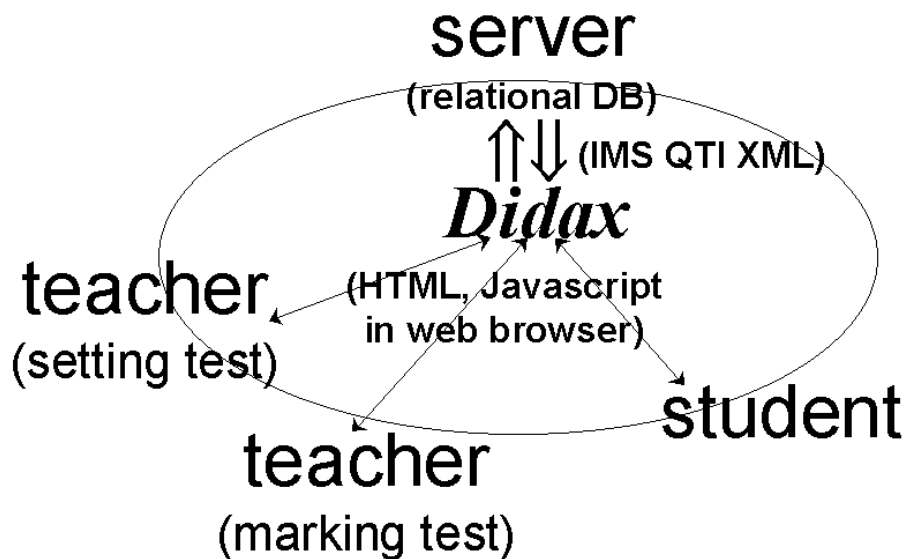 server
(relational DB)
(IMS QTI XML)
Didax
teacher
(setting test)
(HTML, Javascript
in web browser)
student
teacher
(marking test)